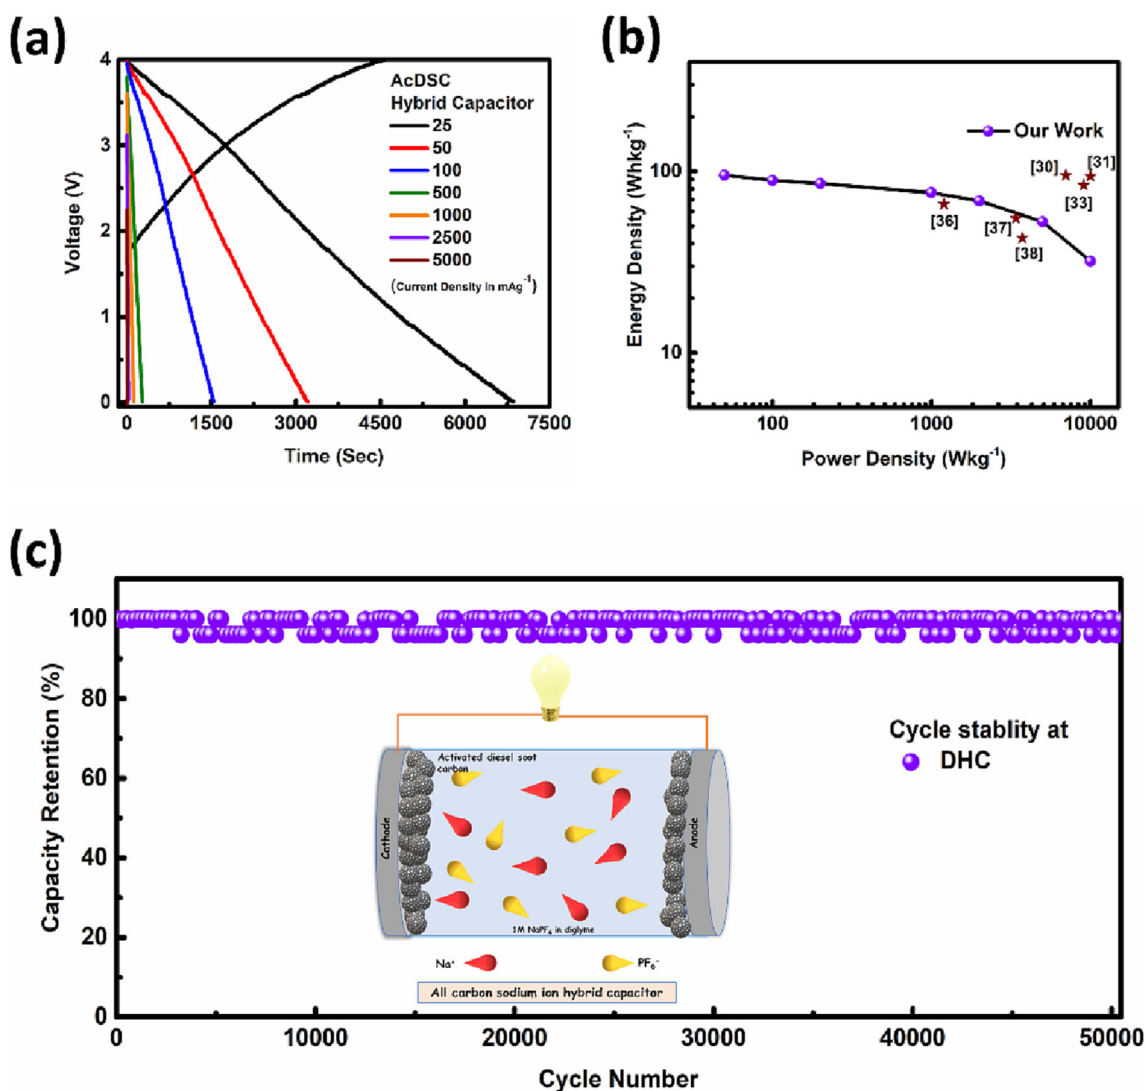 (a)
4
3
2
1
0
Voltage (V)
AcDSC
Hybrid Capacitor
25
50
100
500
1000
2500
5000
(Current Density in mAg⁻¹)
0 1500 3000 4500 6000 7500
Time (Sec)
(b)
100
10
Energy Density (Whkg⁻¹)
Our Work
[30] [31]
[33]
[36] [37]
[38]
100 1000 10000
Power Density (Wkg⁻¹)
(c)
100
80
60
40
20
0
Capacity Retention (%)
Cycle stablity at
DHC
Activated diesel soot
carbon
Cathode
Anode
1M NaPF₆ in diglyme
Na⁺ PF₆⁻
All carbon sodium ion hybrid capacitor
0 10000 20000 30000 40000 50000
Cycle Number